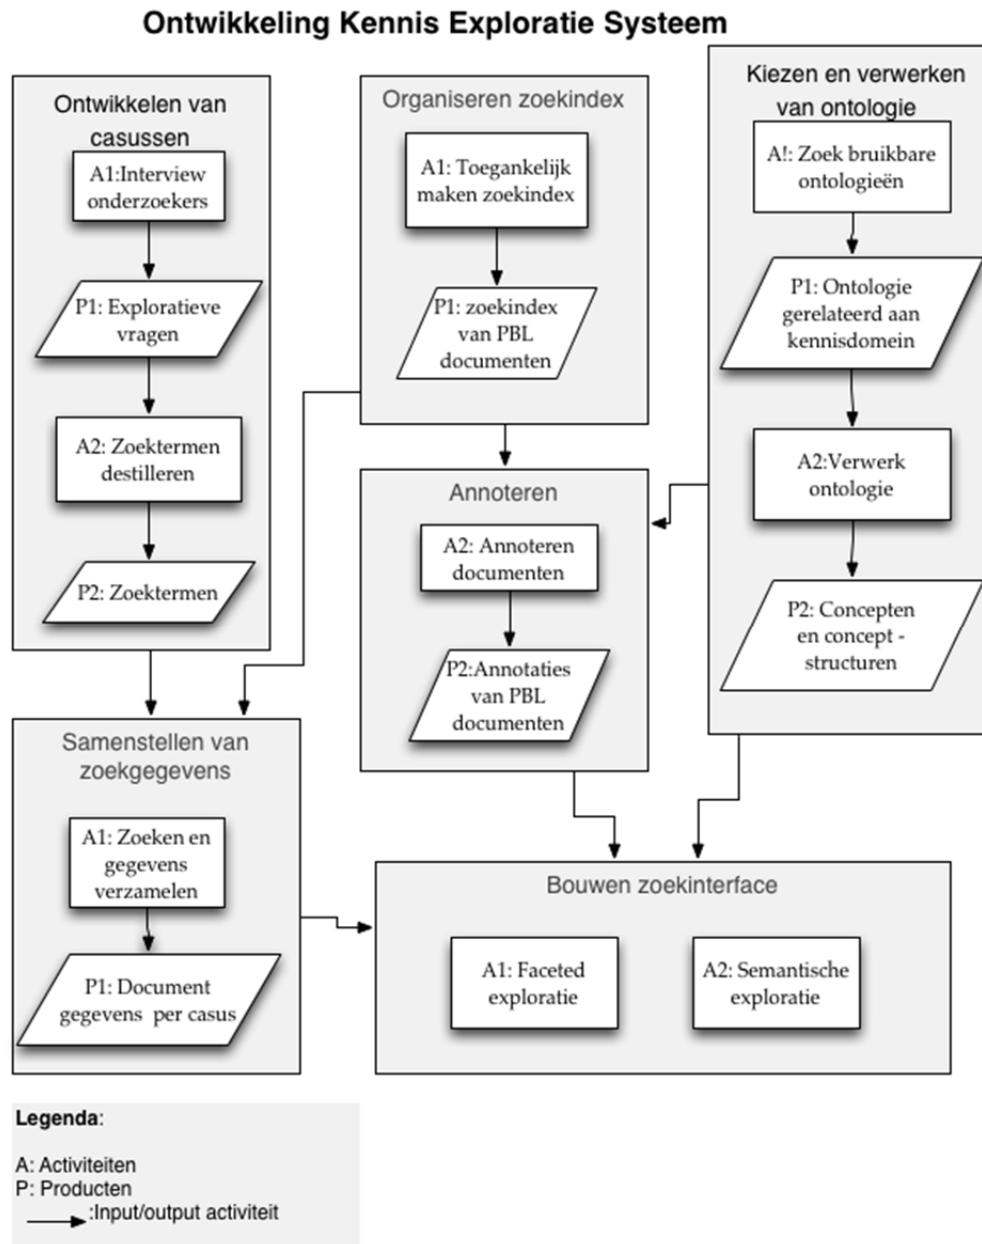 Ontwikkeling Kennis Exploratie Systeem
Ontwikkelen van
casussen
A1:Interview
onderzoekers
P1: Exploratieve
vragen
A2: Zoektermen
destilleren
P2: Zoektermen
Organiseren zoekindex
A1: Toegankelijk
maken zoekindex
P1: zoekindex
van PBL
documenten
Kiezen en verwerken
van ontologie
A!: Zoek bruikbare
ontologieën
P1: Ontologie
gerelateerd aan
kennisdomein
A2:Verwerk
ontologie
P2: Concepten
en concept -
structuren
Annoteren
A2: Annoteren
documenten
P2:Annotaties
van PBL
documenten
Samenstellen van
zoekgegevens
A1: Zoeken en
gegevens
verzamelen
P1: Document
gegevens per casus
Bouwen zoekinterface
A1: Faceted
exploratie
A2: Semantische
exploratie
Legenda:
A: Activiteiten
P: Producten
:Input/output activiteit